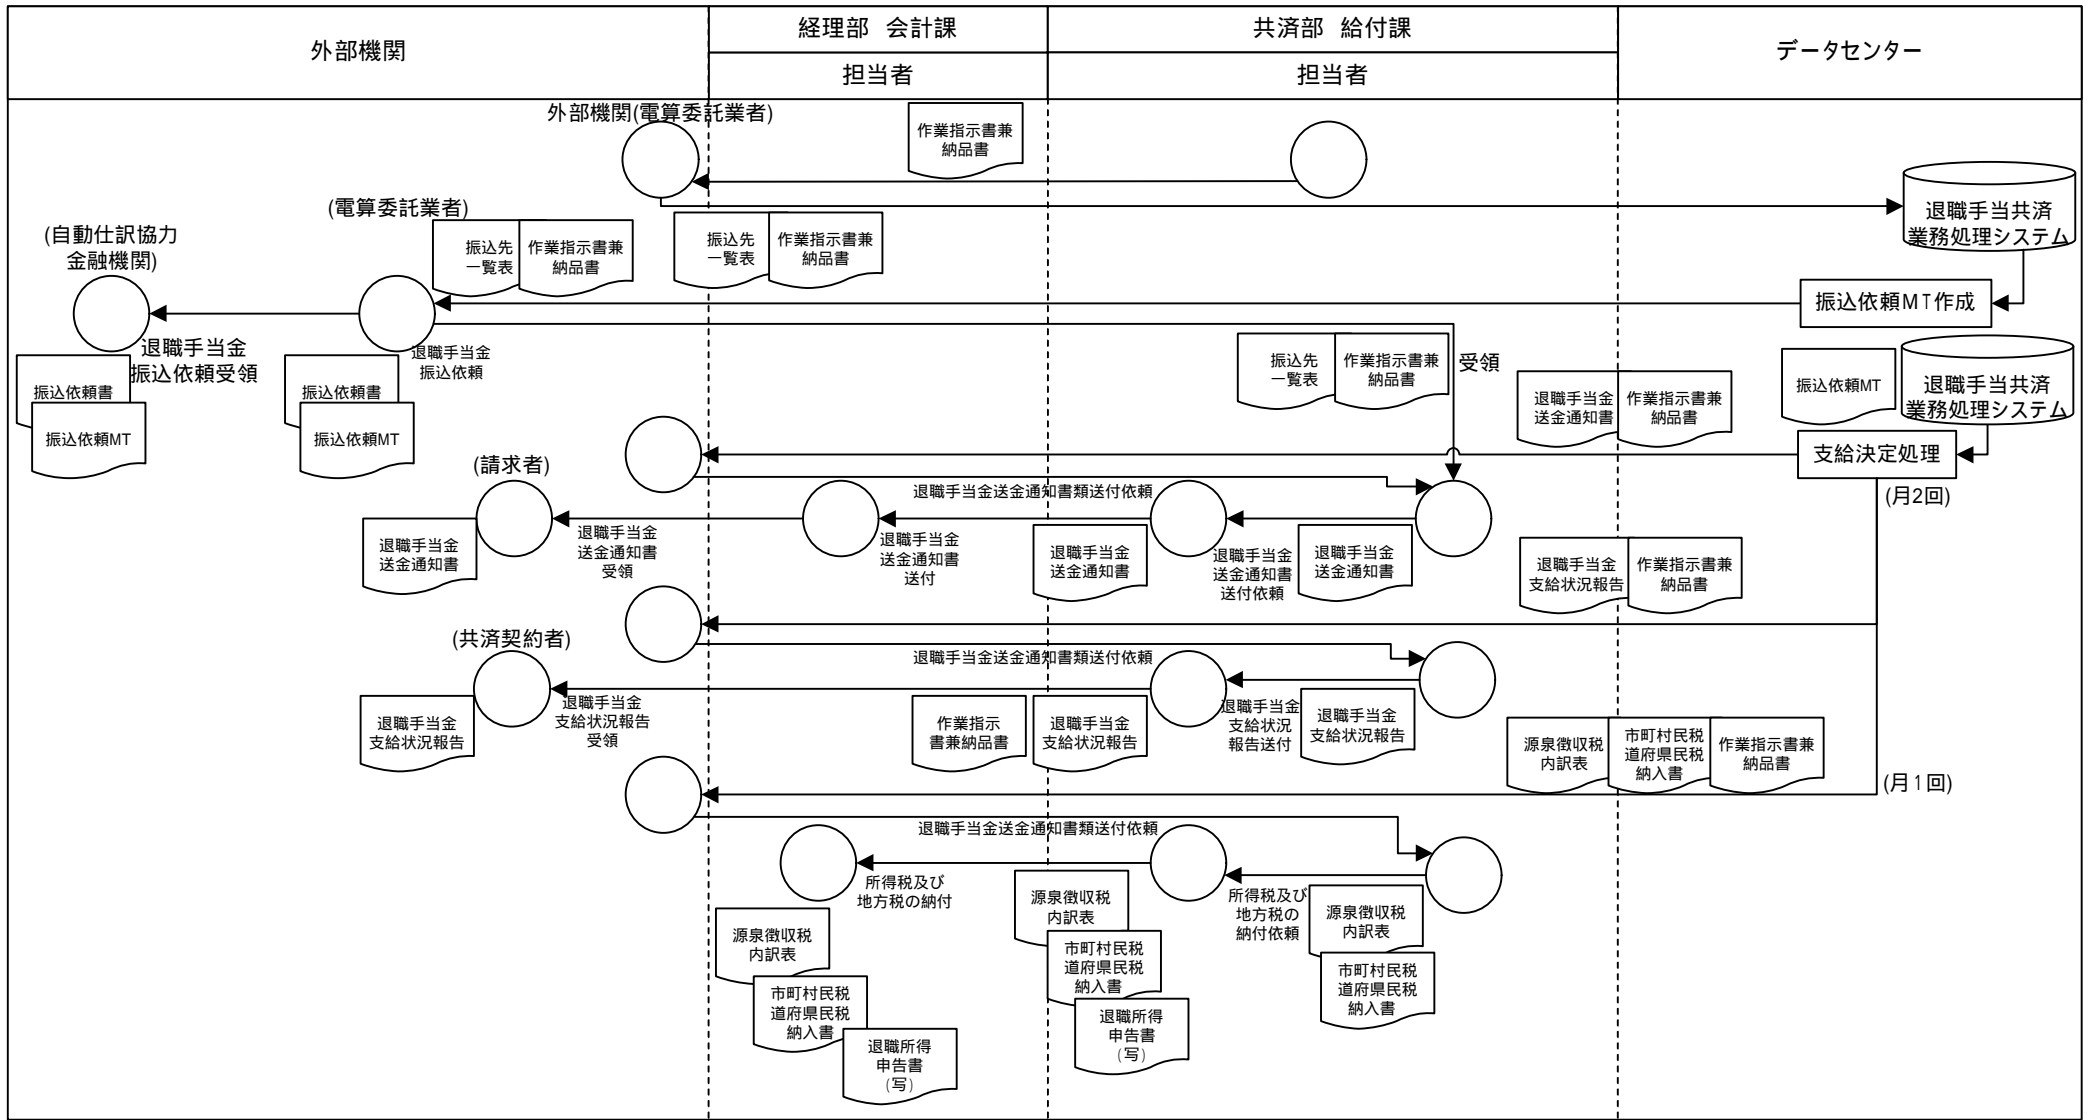 外部機関
経理部 会計課
担当者
共済部 給付課
担当者
データセンター
外部機関(電算委託業者)
作業指示書兼
納品書
退職手当共済
業務処理システム
(自動仕訳協力
金融機関)
(電算委託業者)
振込先
一覧表
作業指示書兼
納品書
振込先
一覧表
作業指示書兼
納品書
振込依頼MT作成
退職手当金
振込依頼受領
振込依頼書
振込依頼MT
退職手当金
振込依頼
振込依頼書
振込依頼MT
振込先
一覧表
作業指示書兼
納品書
受領
退職手当金
送金通知書
作業指示書兼
納品書
振込依頼MT
退職手当共済
業務処理システム
支給決定処理
(月2回)
(請求者)
退職手当金送金通知書類送付依頼
退職手当金
送金通知書
退職手当金
送金通知書
受領
退職手当金
送金通知書
送付
退職手当金
送金通知書
退職手当金
送金通知書
送付依頼
退職手当金
送金通知書
退職手当金
支給状況報告
作業指示書兼
納品書
(共済契約者)
退職手当金送金通知書類送付依頼
退職手当金
支給状況報告
退職手当金
支給状況報告
受領
作業指示
書兼納品書
退職手当金
支給状況報告
退職手当金
支給状況
報告送付
退職手当金
支給状況報告
源泉徴収税
内訳表
市町村民税
道府県民税
納入書
作業指示書兼
納品書
(月1回)
退職手当金送金通知書類送付依頼
所得税及び
地方税の納付
源泉徴収税
内訳表
市町村民税
道府県民税
納入書
退職所得
申告書
(写)
源泉徴収税
内訳表
市町村民税
道府県民税
納入書
退職所得
申告書
(写)
所得税及び
地方税の
納付依頼
源泉徴収税
内訳表
市町村民税
道府県民税
納入書